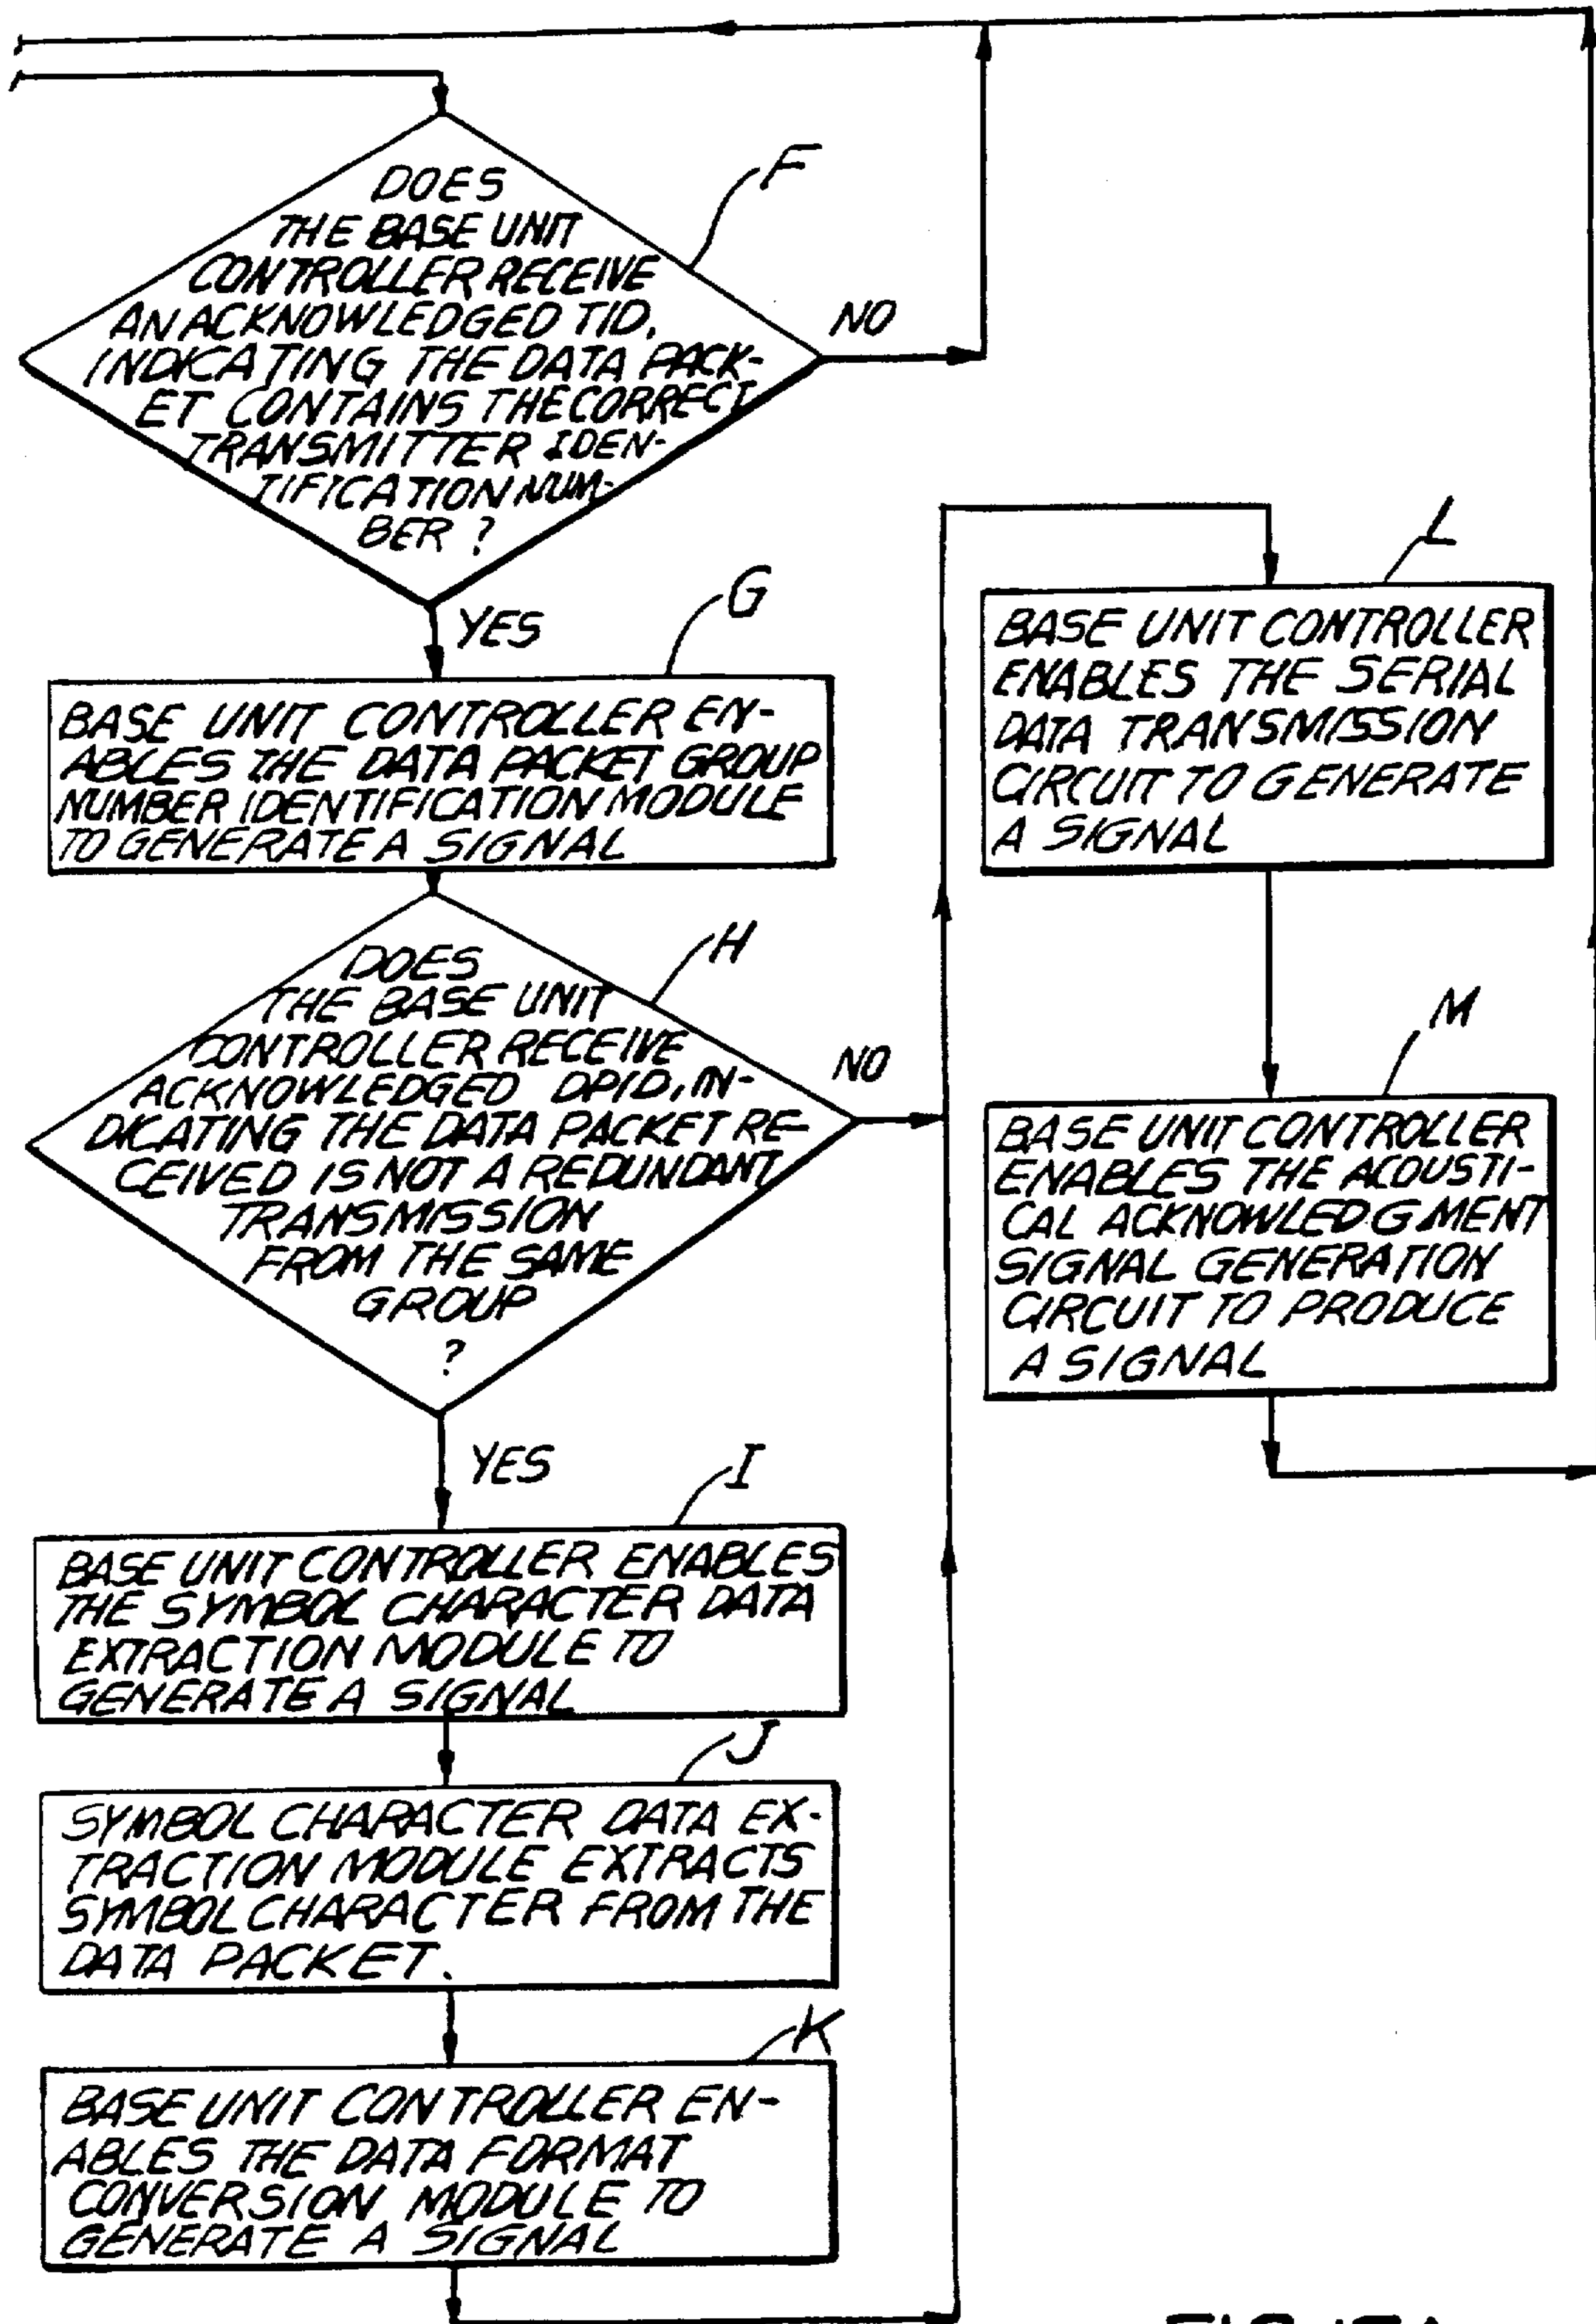 F
DOES
THE BASE UNIT
CONTROLLER RECEIVE
AN ACKNOWLEDGED TID,
INDICATING THE DATA PACK-
ET CONTAINS THE CORRECT
TRANSMITTER IDEN-
TIFICATION NUM-
BER ?
NO
YES
G
BASE UNIT CONTROLLER EN-
ABLES THE DATA PACKET GROUP
NUMBER IDENTIFICATION MODULE
TO GENERATE A SIGNAL
H
DOES
THE BASE UNIT
CONTROLLER RECEIVE
ACKNOWLEDGED DPID, IN-
DICATING THE DATA PACKET RE-
CEIVED IS NOT A REDUNDANT
TRANSMISSION
FROM THE SAME
GROUP
?
NO
YES
I
BASE UNIT CONTROLLER ENABLES
THE SYMBOL CHARACTER DATA
EXTRACTION MODULE TO
GENERATE A SIGNAL
J
SYMBOL CHARACTER DATA EX-
TRACTION MODULE EXTRACTS
SYMBOL CHARACTER FROM THE
DATA PACKET.
K
BASE UNIT CONTROLLER EN-
ABLES THE DATA FORMAT
CONVERSION MODULE TO
GENERATE A SIGNAL
L
BASE UNIT CONTROLLER
ENABLES THE SERIAL
DATA TRANSMISSION
CIRCUIT TO GENERATE
A SIGNAL
M
BASE UNIT CONTROLLER
ENABLES THE ACOUSTI-
CAL ACKNOWLEDGMENT
SIGNAL GENERATION
CIRCUIT TO PRODUCE
A SIGNAL